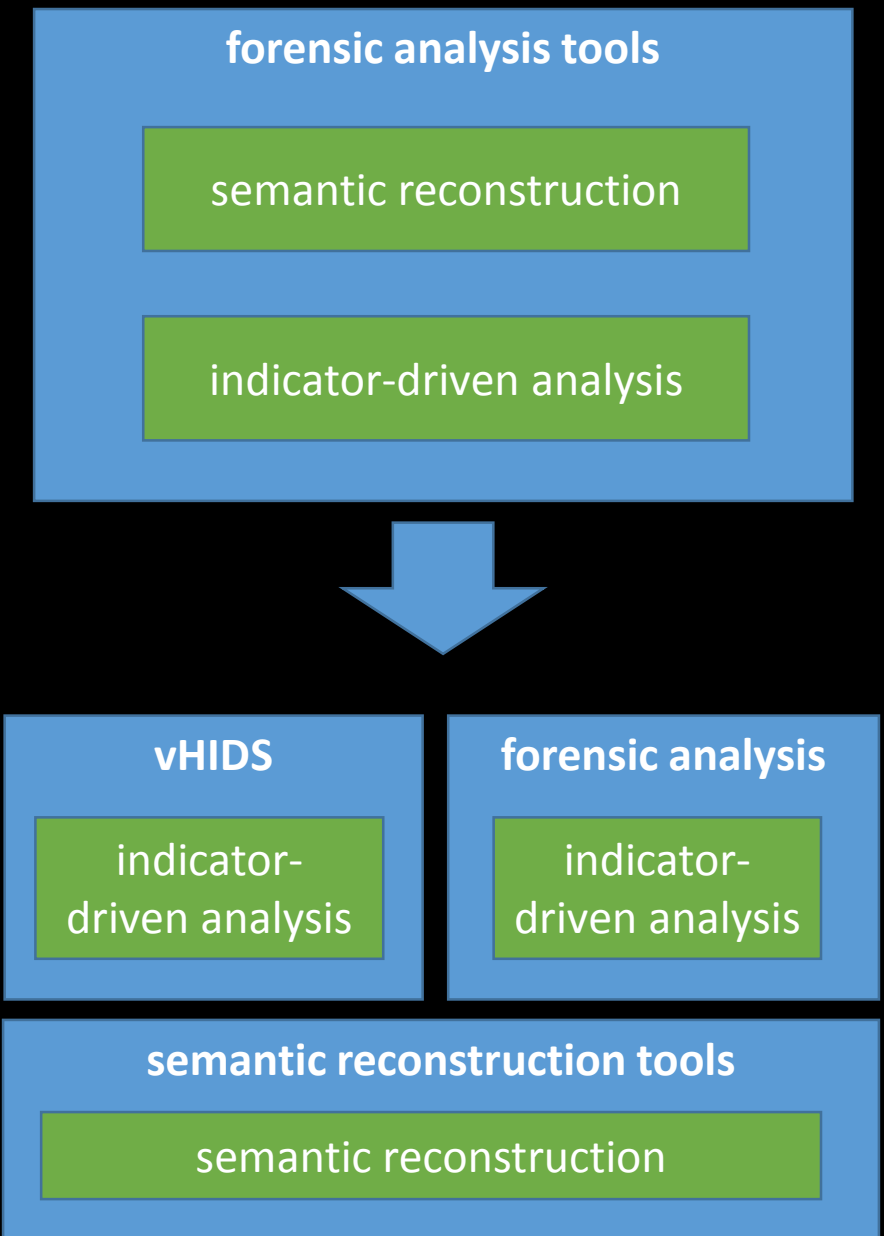 forensic analysis tools
semantic reconstruction
indicator-driven analysis
vHIDS
indicator-
driven analysis
forensic analysis
indicator-
driven analysis
semantic reconstruction tools
semantic reconstruction